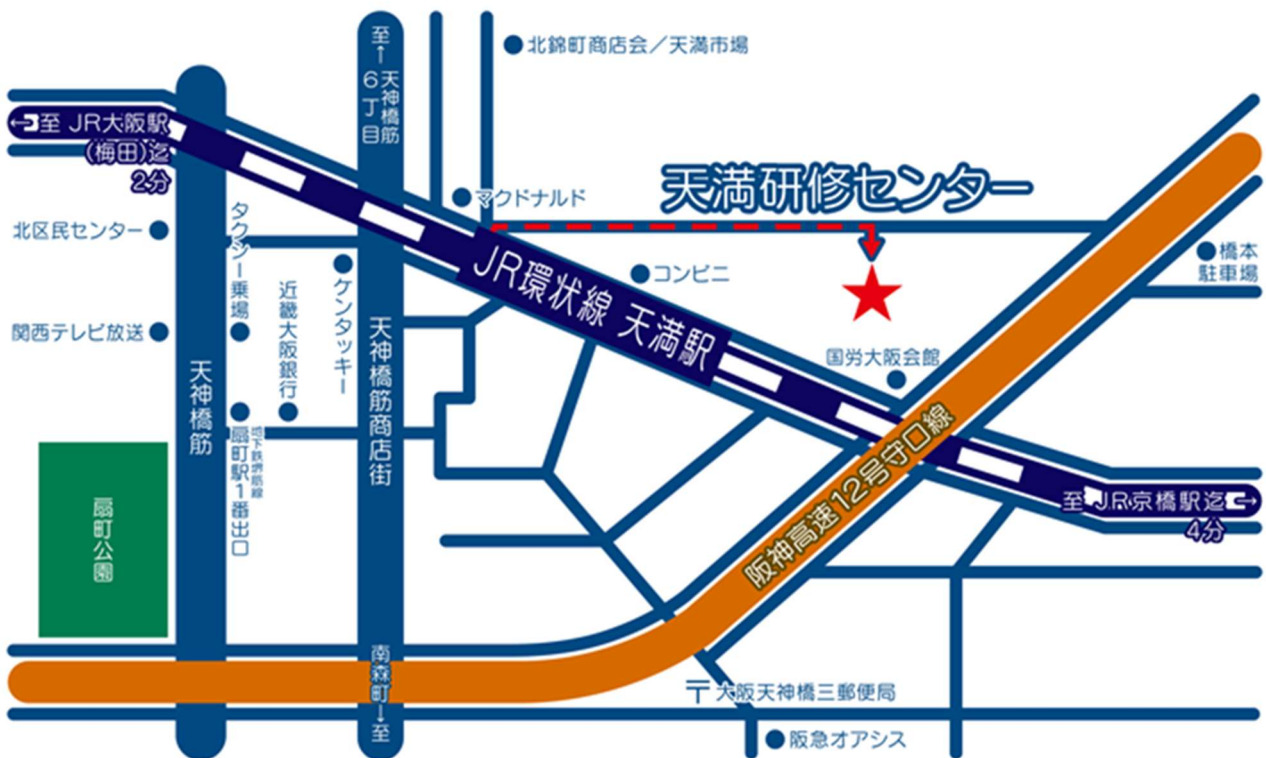 北錦町商店会／天満市場
至↑
6丁目
天神橋筋
←至 JR大阪駅
(梅田)迄
2分
マクドナルド
天満研修センター
北区民センター
タクシー乗場
橋本
駐車場
コンビニ
JR環状線 天満駅
ケンタッキー
近畿大阪銀行
関西テレビ放送
天神橋筋
天神橋筋商店街
国労大阪会館
地下鉄堺筋線
扇町駅1番出口
阪神高速12号守口線
至 JR京橋駅迄→
4分
扇町公園
南森町↓至
〒大阪天神橋三郵便局
阪急オアシス